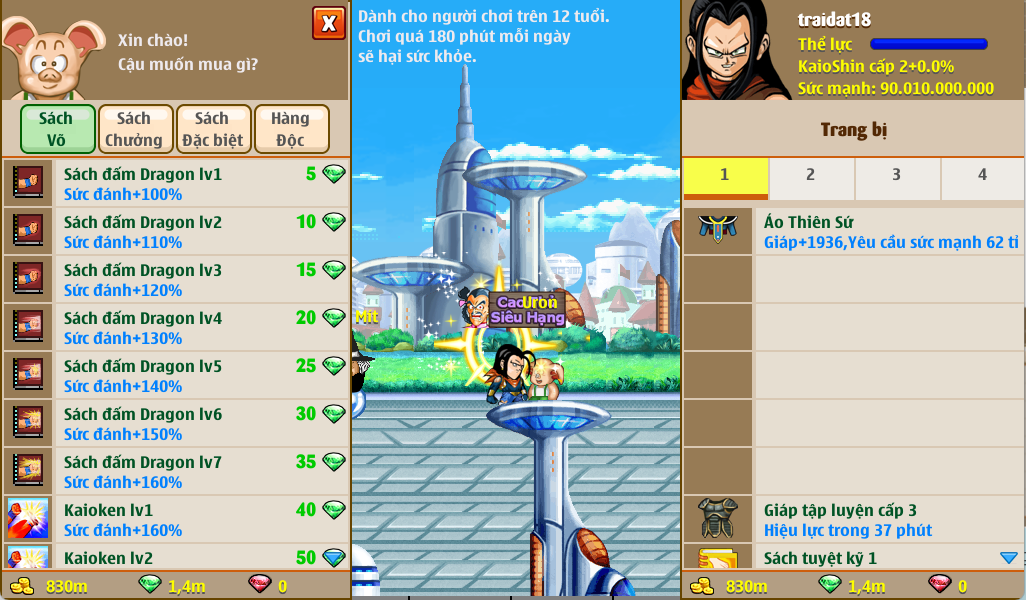 Xin chào!
Cậu muốn mua gì?
X
Sách
Võ
Sách
Chưởng
Sách
Đặc biệt
Hàng
Độc
Sách đấm Dragon lv1
5
Sức đánh+100%
Sách đấm Dragon lv2
10
Sức đánh+110%
Sách đấm Dragon lv3
15
Sức đánh+120%
Sách đấm Dragon lv4
20
Sức đánh+130%
Sách đấm Dragon lv5
25
Sức đánh+140%
Sách đấm Dragon lv6
30
Sức đánh+150%
Sách đấm Dragon lv7
35
Sức đánh+160%
Kaioken lv1
40
Sức đánh+160%
Kaioken lv2
50
830m
1,4m
0
Dành cho người chơi trên 12 tuổi.
Chơi quá 180 phút mỗi ngày
sẽ hại sức khỏe.
Mít
Siêu Hạng
traidat18
Thể lực
KaioShin cấp 2+0.0%
Sức mạnh: 90.010.000.000
Trang bị
1
2
3
4
Áo Thiên Sứ
Giáp+1936,Yêu cầu sức mạnh 62 tỉ
Giáp tập luyện cấp 3
Hiệu lực trong 37 phút
Sách tuyệt kỹ 1
830m
1,4m
0